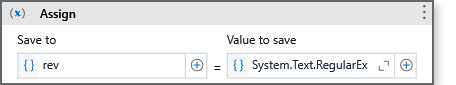 (x) Assign
Save to Value to save
{} rev = {} System.Text.RegularEx